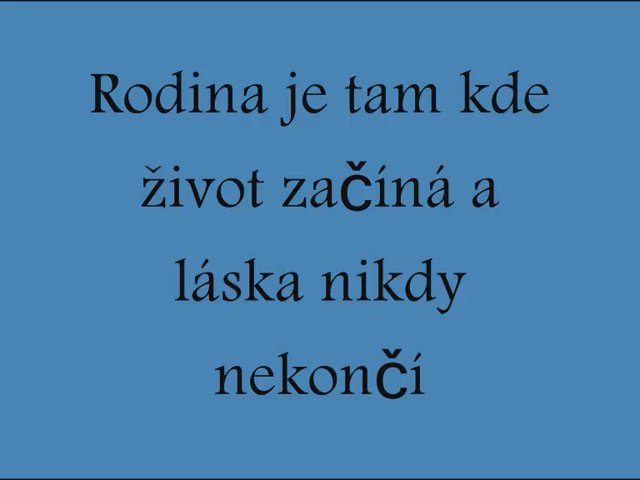 Rodina je tam kde
život začíná a
láska nikdy
nekončí